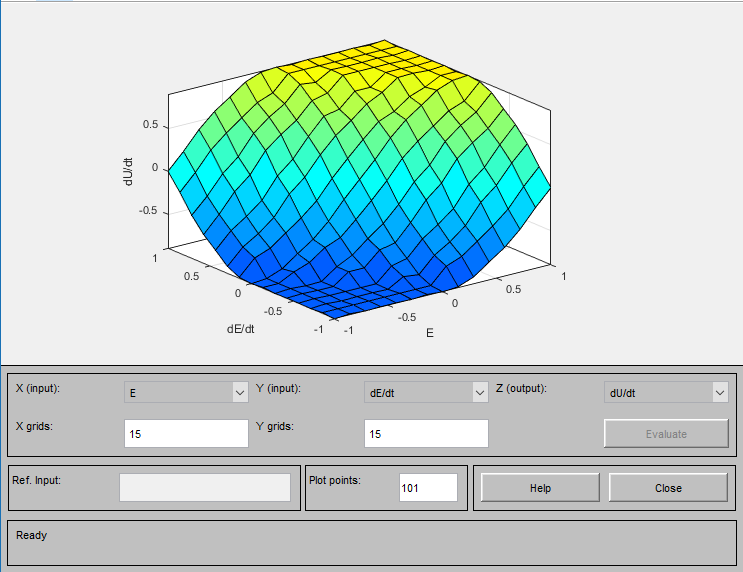 dU/dt
0.5
0
-0.5
1
0.5
0
-0.5
-1
dE/dt
-1
-0.5
0
0.5
1
E
X (input): E Y (input): dE/dt Z (output): dU/dt
X grids: 15 Y grids: 15 Evaluate
Ref. Input: Plot points: 101 Help Close
Ready